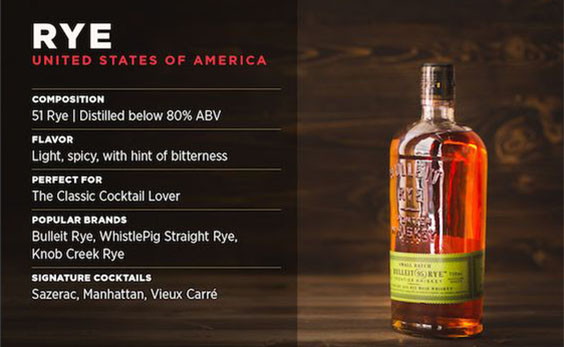 RYE
UNITED STATES OF AMERICA
COMPOSITION
51 Rye | Distilled below 80% ABV
FLAVOR
Light, spicy, with hint of bitterness
PERFECT FOR
The Classic Cocktail Lover
POPULAR BRANDS
Bulleit Rye, WhistlePig Straight Rye,
Knob Creek Rye
SIGNATURE COCKTAILS
Sazerac, Manhattan, Vieux Carré
BULLEIT
SMALL BATCH
BULLEIT 95 RYE
FRONTIER WHISKEY